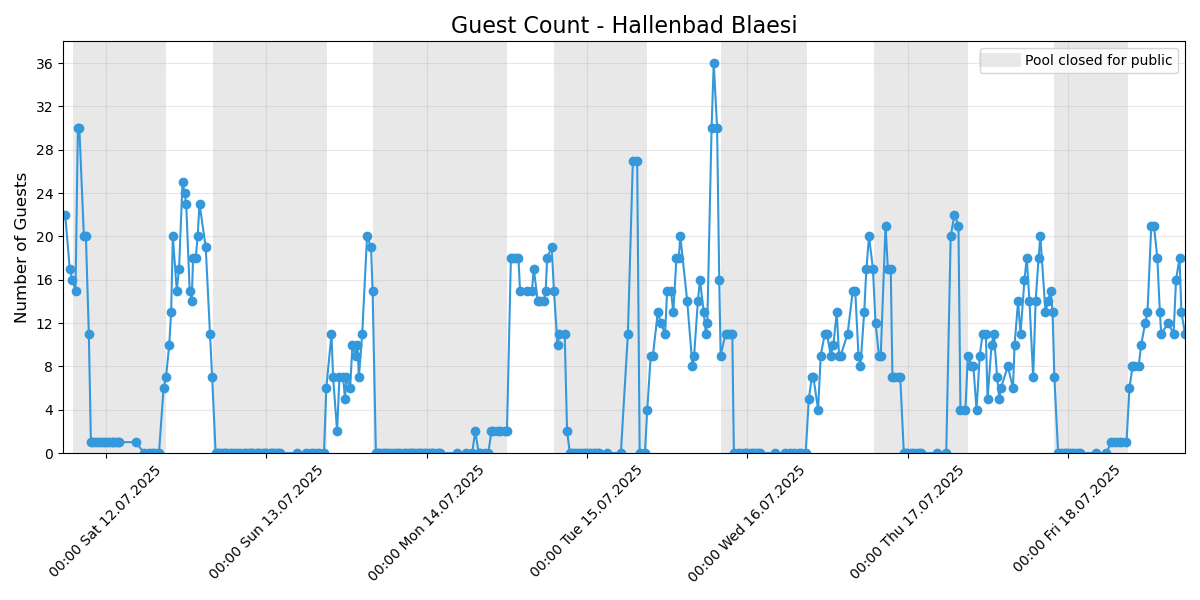 Guest Count - Hallenbad Blaesi
Pool closed for public
Number of Guests
36
32
28
24
20
16
12
8
4
0
00:00 Sat 12.07.2025
00:00 Sun 13.07.2025
00:00 Mon 14.07.2025
00:00 Tue 15.07.2025
00:00 Wed 16.07.2025
00:00 Thu 17.07.2025
00:00 Fri 18.07.2025